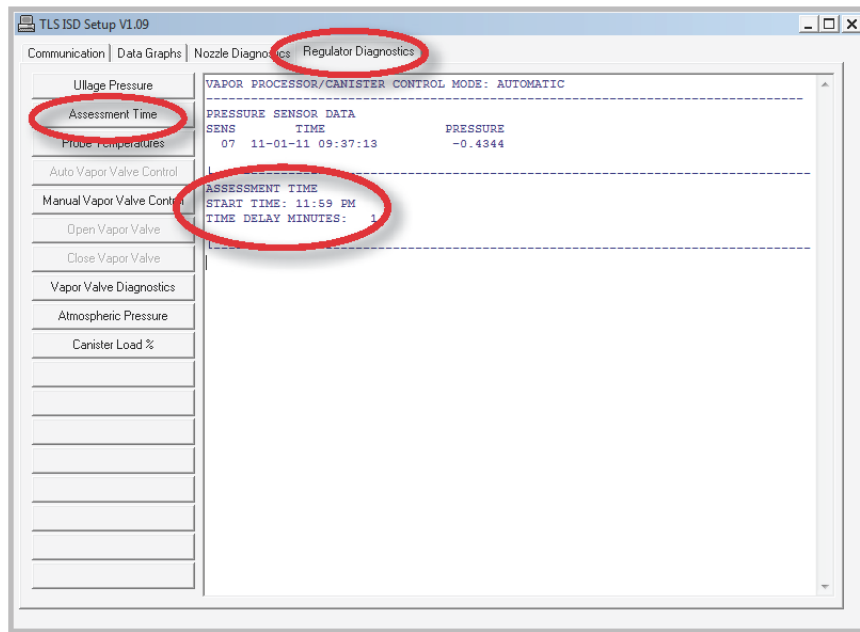 TLS ISD Setup V1.09
Communication Data Graphs Nozzle Diagnostics Regulator Diagnostics
Ullage Pressure
Assessment Time
Probe Temperatures
Auto Vapor Valve Control
Manual Vapor Valve Control
Open Vapor Valve
Close Vapor Valve
Vapor Valve Diagnostics
Atmospheric Pressure
Canister Load %
VAPOR PROCESSOR/CANISTER CONTROL MODE: AUTOMATIC
PRESSURE SENSOR DATA
SENS TIME PRESSURE
07 11-01-11 09:37:13 -0.4344
ASSESSMENT TIME
START TIME: 11:59 PM
TIME DELAY MINUTES: 1